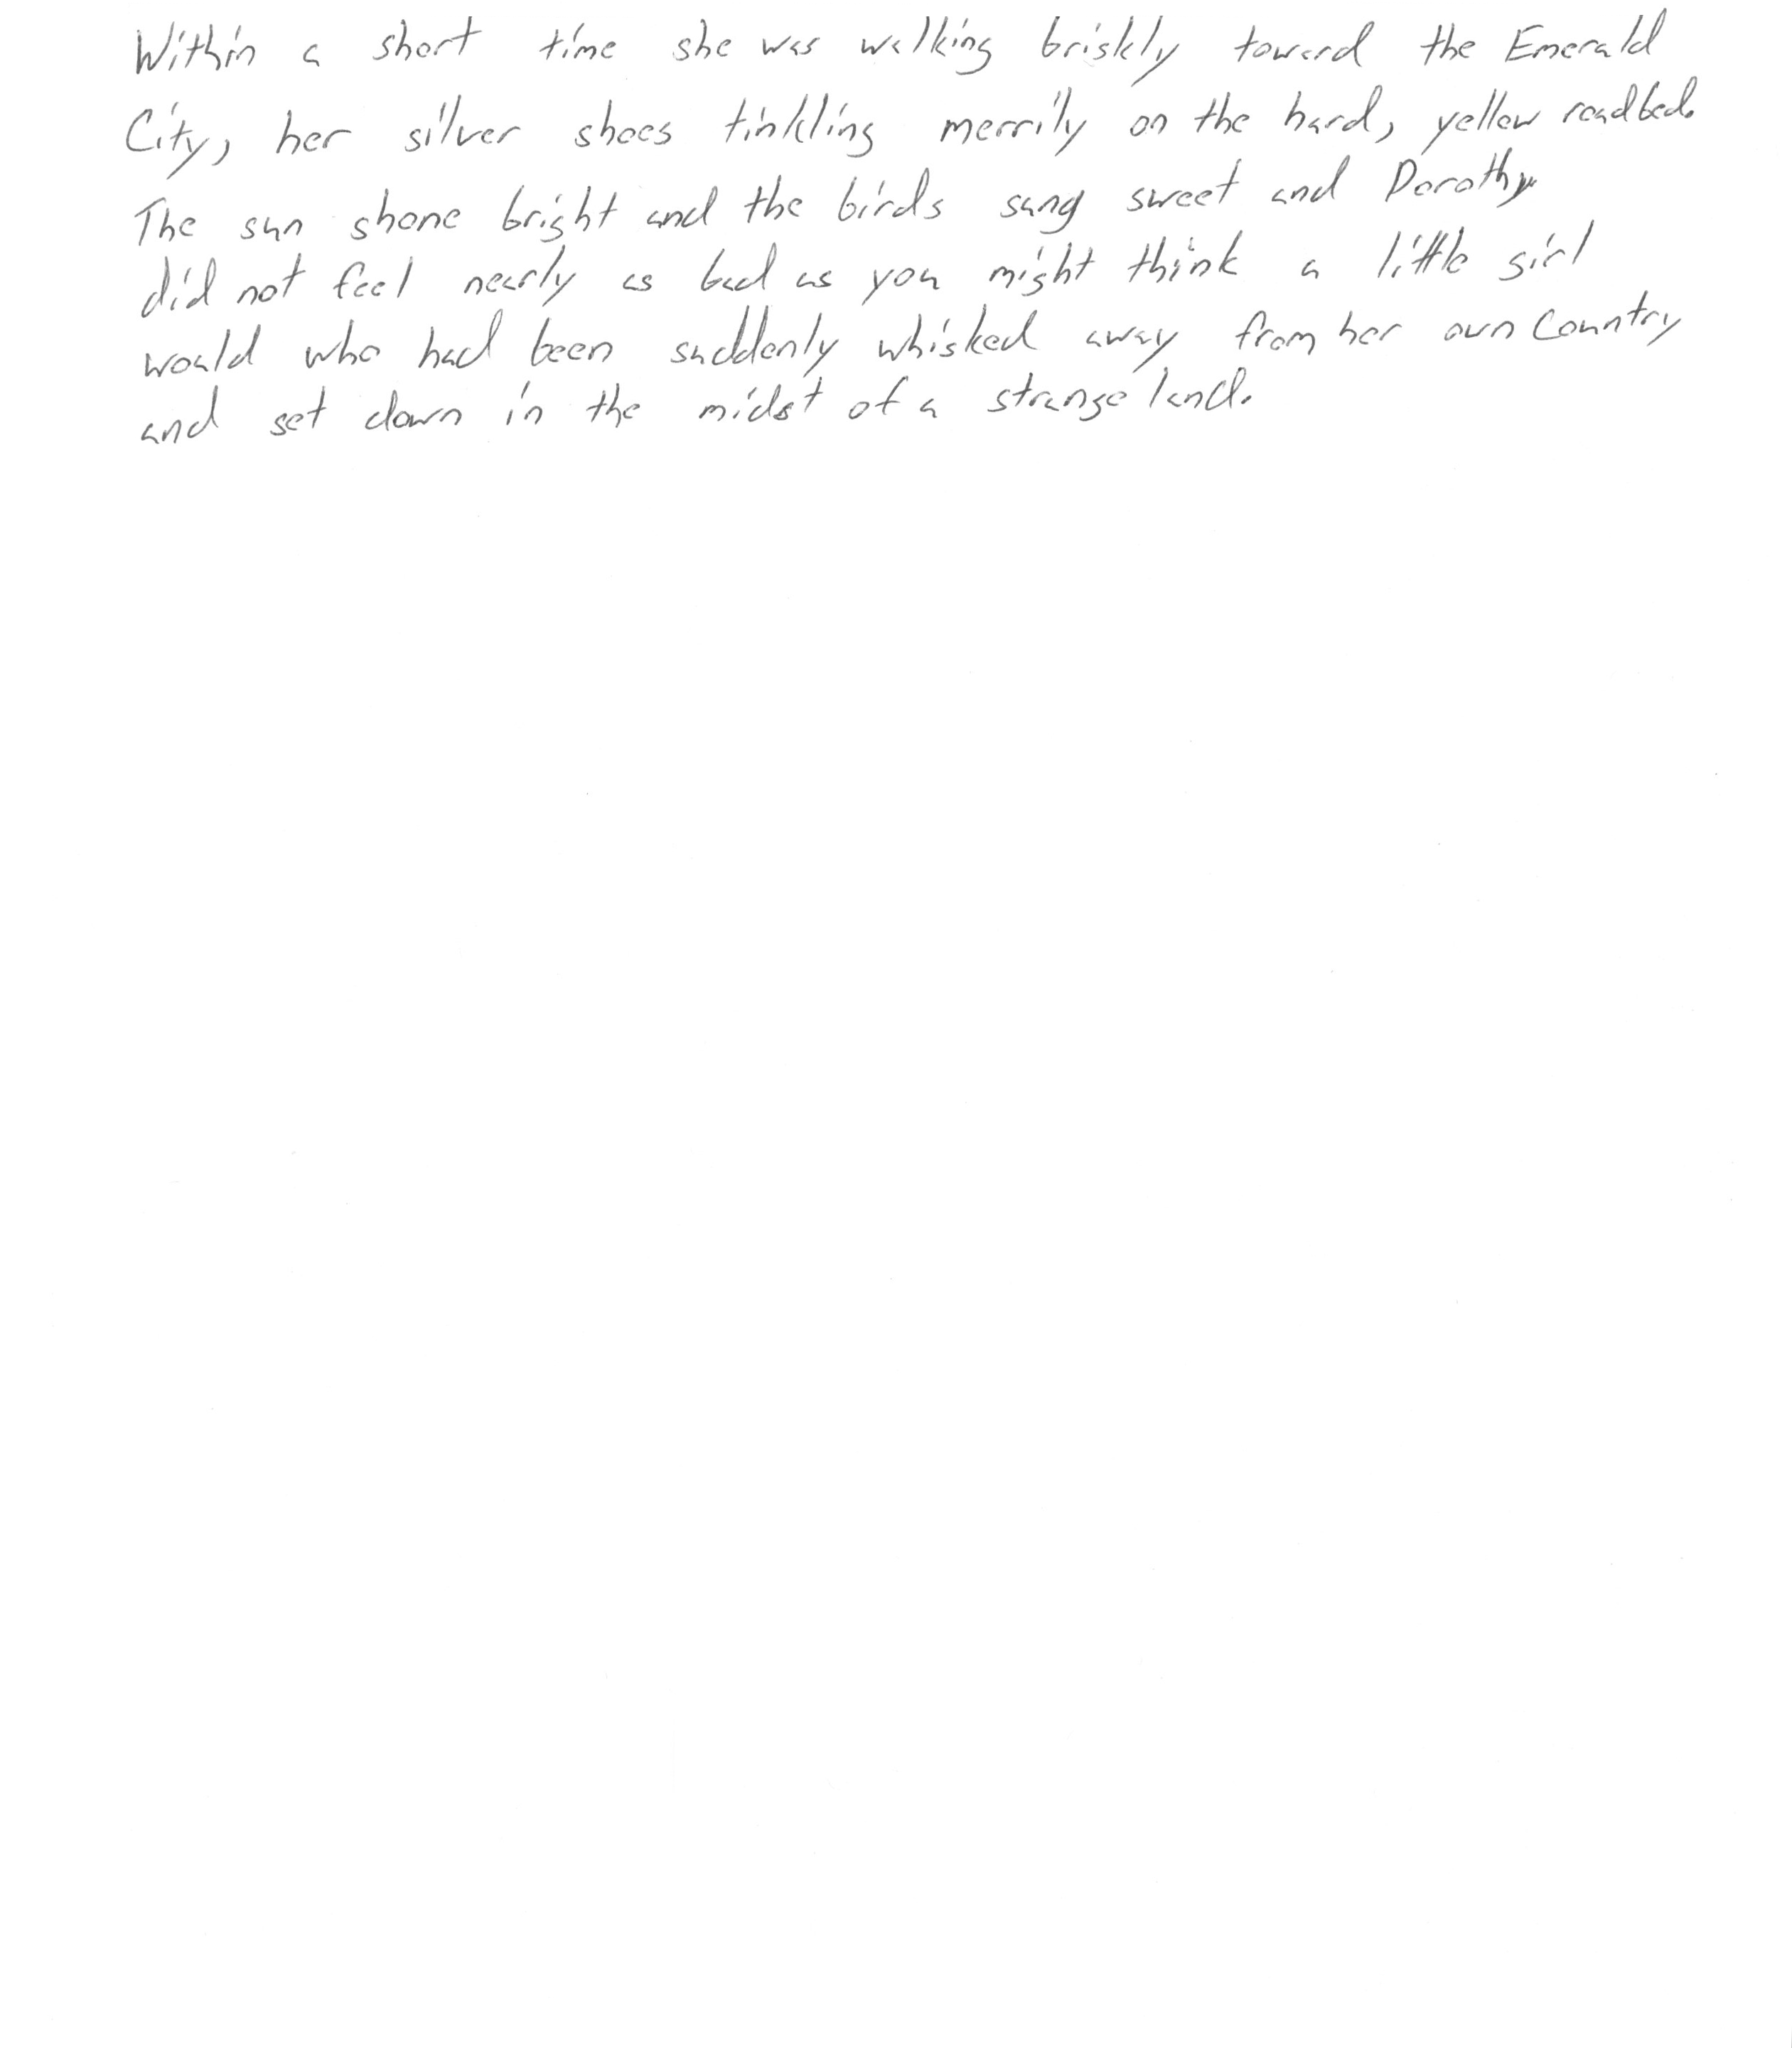 Within a short time she was walking briskly toward the Emerald
City, her silver shoes tinkling merrily on the hard, yellow roadbed.
The sun shone bright and the birds sang sweet and Dorothy
did not feel nearly as bad as you might think a little girl
would who had been suddenly whisked away from her own country
and set down in the midst of a strange land.